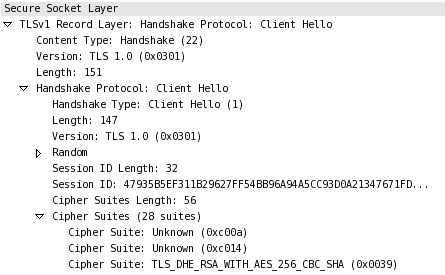 Secure Socket Layer
TLSv1 Record Layer: Handshake Protocol: Client Hello
Content Type: Handshake (22)
Version: TLS 1.0 (0x0301)
Length: 151
Handshake Protocol: Client Hello
Handshake Type: Client Hello (1)
Length: 147
Version: TLS 1.0 (0x0301)
Random
Session ID Length: 32
Session ID: 47935B5EF311B29627FF54BB96A94A5CC93D0A21347671FD...
Cipher Suites Length: 56
Cipher Suites (28 suites)
Cipher Suite: Unknown (0xc00a)
Cipher Suite: Unknown (0xc014)
Cipher Suite: TLS_DHE_RSA_WITH_AES_256_CBC_SHA (0x0039)